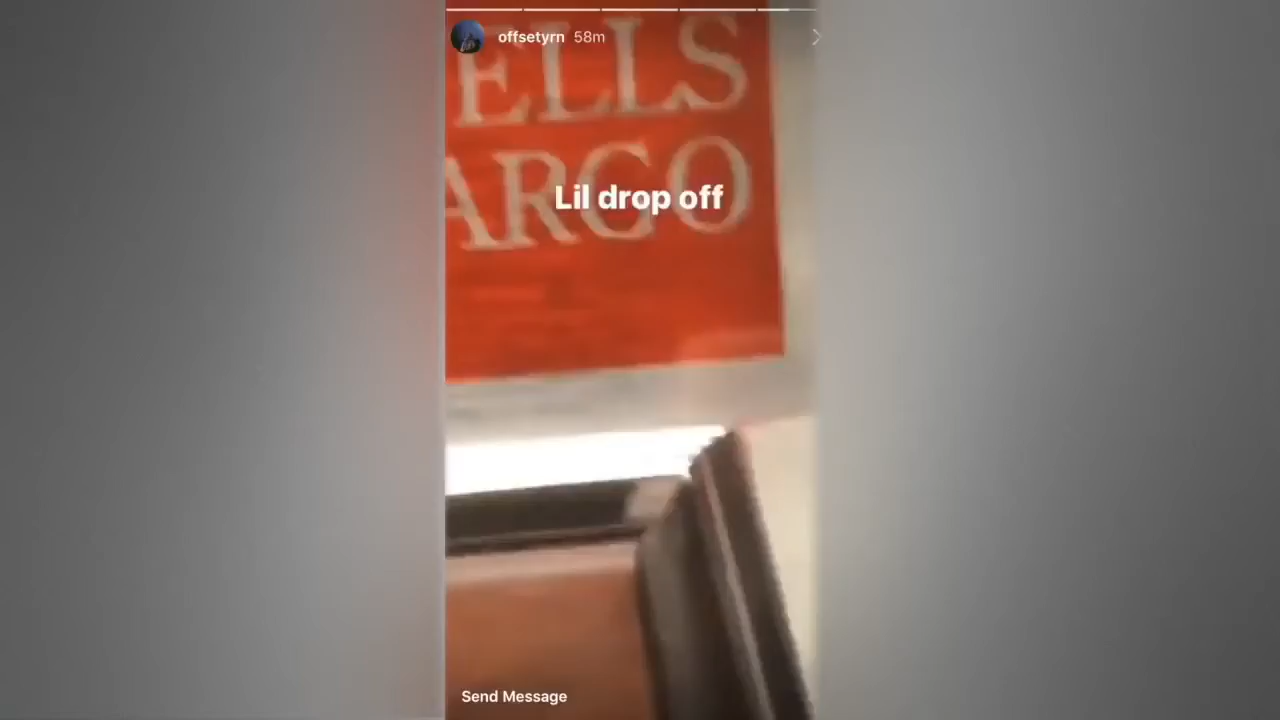 offsetyrn 58m
ELLS
ARGO
Lil drop off
Send Message